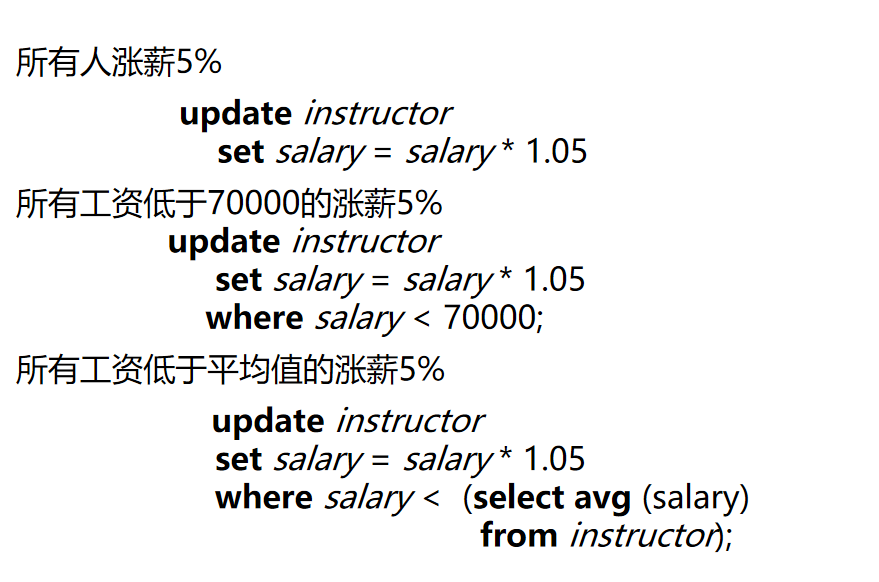 所有人涨薪5%
update instructor
set salary = salary * 1.05
所有工资低于70000的涨薪5%
update instructor
set salary = salary * 1.05
where salary < 70000;
所有工资低于平均值的涨薪5%
update instructor
set salary = salary * 1.05
where salary < (select avg (salary)
from instructor);